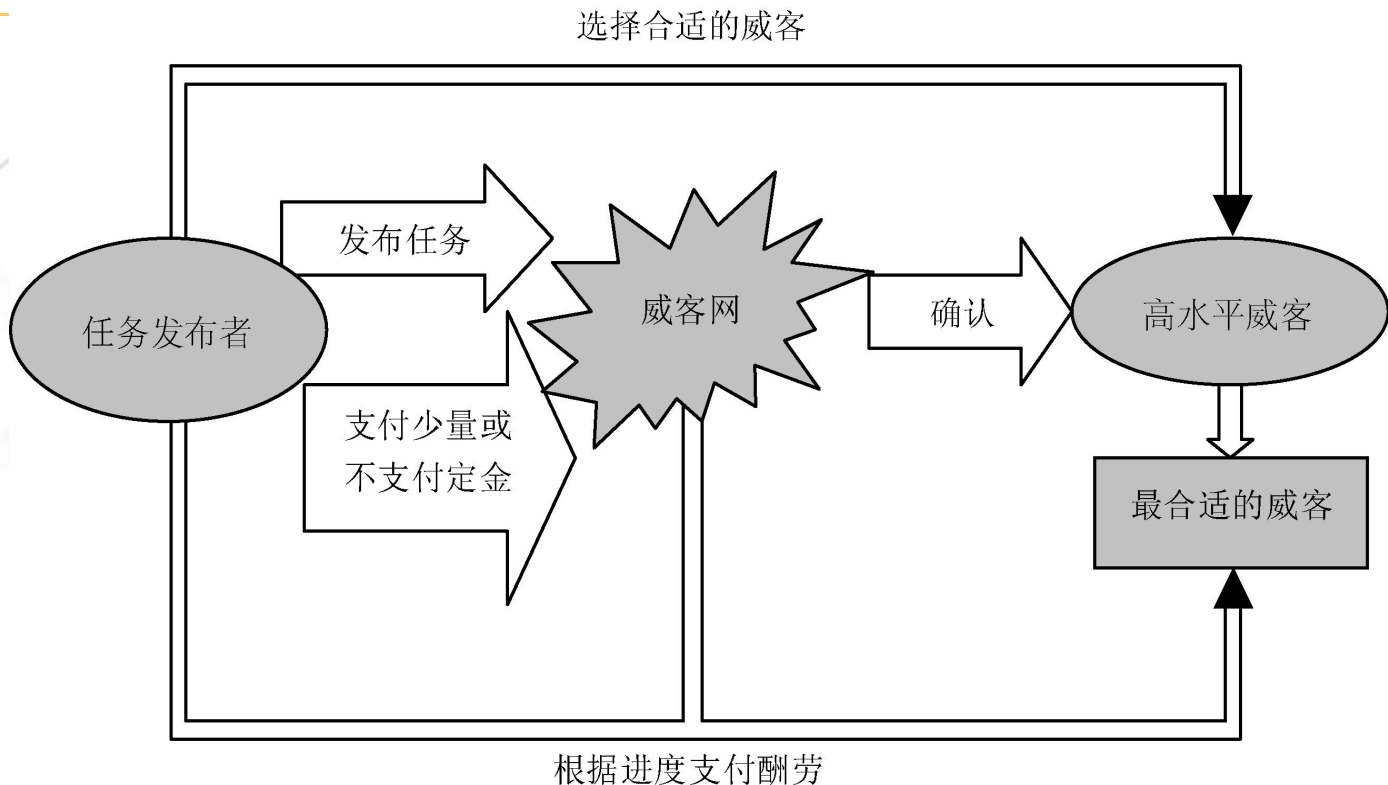 选择合适的威客
发布任务
威客网
确认
高水平威客
任务发布者
支付少量或
不支付定金
最合适的威客
根据进度支付酬劳